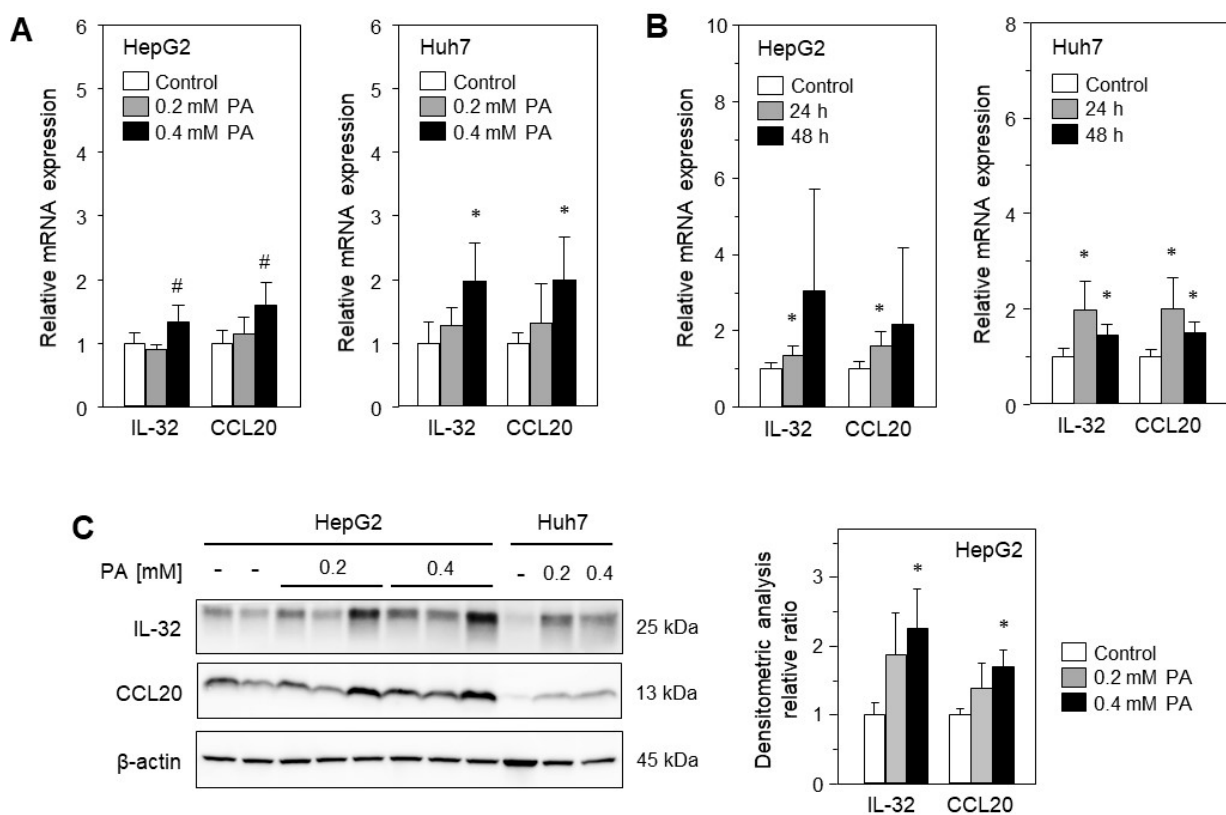 A
Relative mRNA expression
6
5
4
3
2
1
0
HepG2
Control
0.2 mM PA
0.4 mM PA
#
#
IL-32 CCL20
Relative mRNA expression
6
5
4
3
2
1
0
Huh7
Control
0.2 mM PA
0.4 mM PA
*
*
IL-32 CCL20
B
Relative mRNA expression
10
8
6
4
2
0
HepG2
Control
24 h
48 h
*
*
IL-32 CCL20
Relative mRNA expression
8
6
4
2
0
Huh7
Control
24 h
48 h
* *
* *
IL-32 CCL20
C
HepG2 Huh7
PA [mM] - - 0.2 0.4 - 0.2 0.4
IL-32 25 kDa
CCL20 13 kDa
β-actin 45 kDa
Densitometric analysis
relative ratio
3
2
1
0
HepG2
*
*
IL-32 CCL20
Control
0.2 mM PA
0.4 mM PA